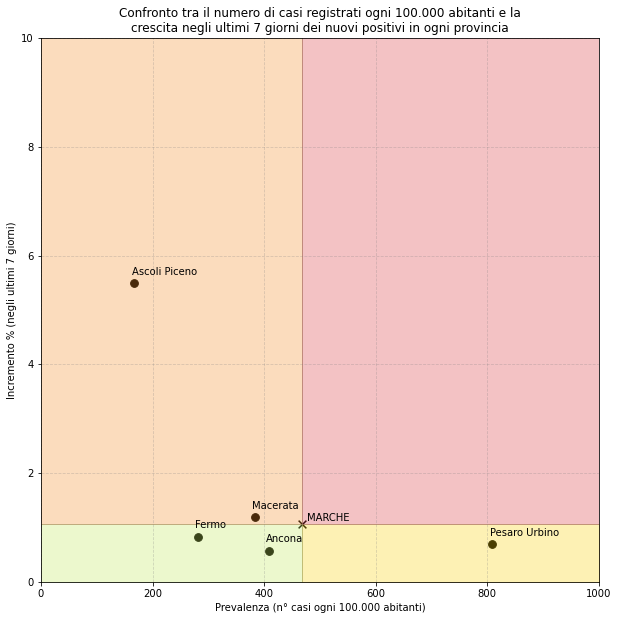 Confronto tra il numero di casi registrati ogni 100.000 abitanti e la
crescita negli ultimi 7 giorni dei nuovi positivi in ogni provincia
10
8
6
4
2
0
Incremento % (negli ultimi 7 giorni)
Ascoli Piceno
Macerata
MARCHE
Fermo
Ancona
Pesaro Urbino
0 200 400 600 800 1000
Prevalenza (n° casi ogni 100.000 abitanti)